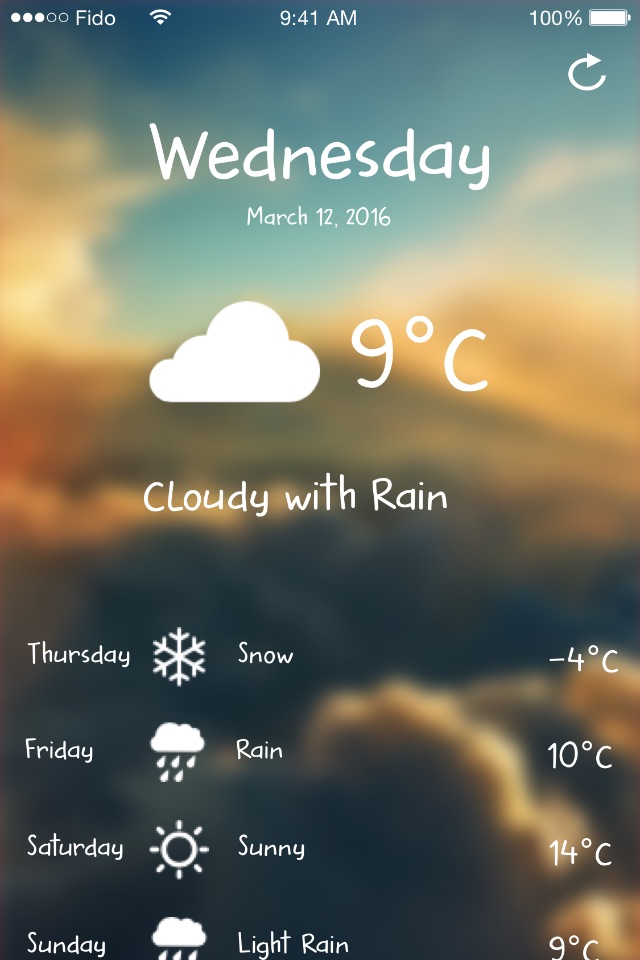 Fido 9:41 AM 100%
Wednesday
March 12, 2016
9°C
Cloudy with Rain
Thursday Snow -4°C
Friday Rain 10°C
Saturday Sunny 14°C
Sunday Light Rain 9°C